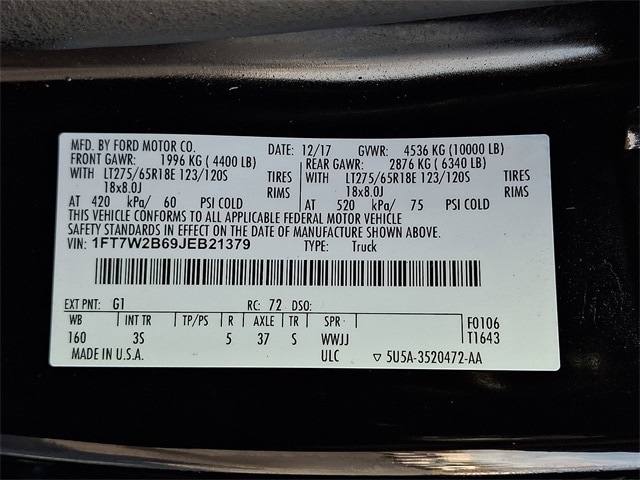 MFD. BY FORD MOTOR CO. DATE: 12/17 GVWR: 4536 KG (10000 LB)
FRONT GAWR: 1996 KG ( 4400 LB) REAR GAWR: 2876 KG ( 6340 LB)
WITH LT275/65R18E 123/120S TIRES WITH LT275/65R18E 123/120S TIRES
18x8.0J RIMS 18x8.0J RIMS
AT 420 kPa/ 60 PSI COLD AT 520 kPa/ 75 PSI COLD
THIS VEHICLE CONFORMS TO ALL APPLICABLE FEDERAL MOTOR VEHICLE
SAFETY STANDARDS IN EFFECT ON THE DATE OF MANUFACTURE SHOWN ABOVE.
VIN: 1FT7W2B69JEB21379 TYPE: Truck
EXT PNT: G1 RC: 72 DSO:
WB INT TR TP/PS R AXLE TR SPR F0106
160 3S 5 37 S WWJJ T1643
MADE IN U.S.A. ULC ▽ 5U5A-3520472-AA